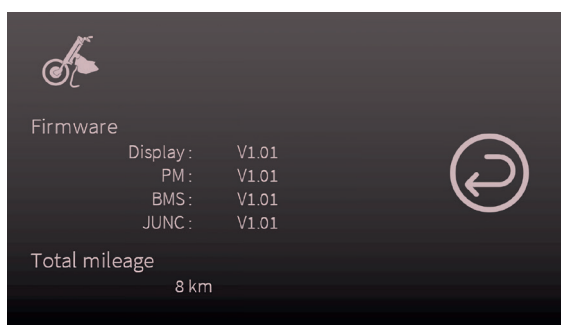 Firmware
Display : V1.01
PM : V1.01
BMS : V1.01
JUNC : V1.01
Total mileage
8 km